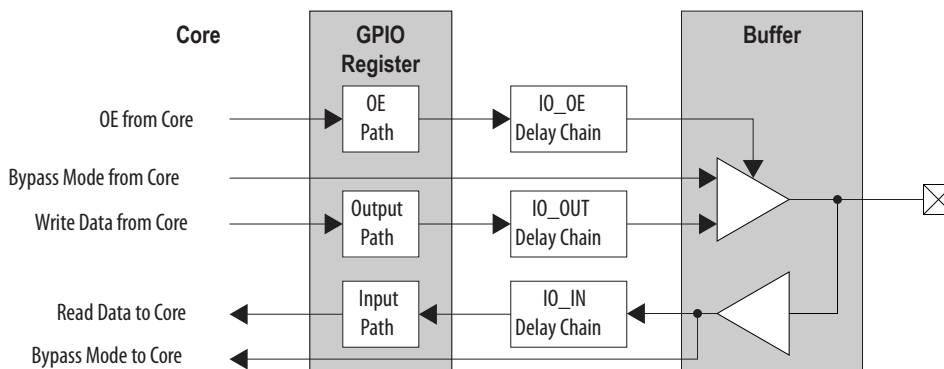 Core
GPIO
Register
Buffer
OE from Core
OE
Path
IO_OE
Delay Chain
Bypass Mode from Core
Write Data from Core
Output
Path
IO_OUT
Delay Chain
Read Data to Core
Input
Path
IO_IN
Delay Chain
Bypass Mode to Core